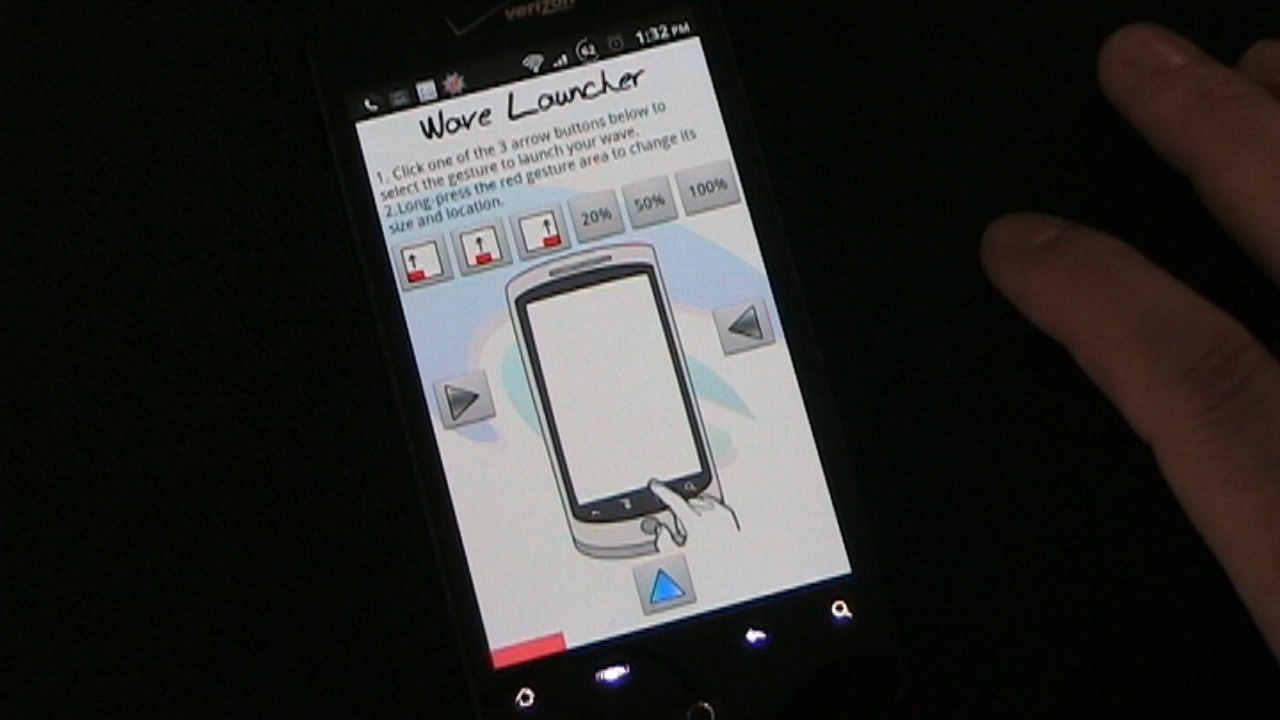 verizon
62 1:32 PM
Wave Launcher
1. Click one of the 3 arrow buttons below to
select the gesture to launch your wave.
2.Long-press the red gesture area to change its
size and location.
20% 50% 100%
menu